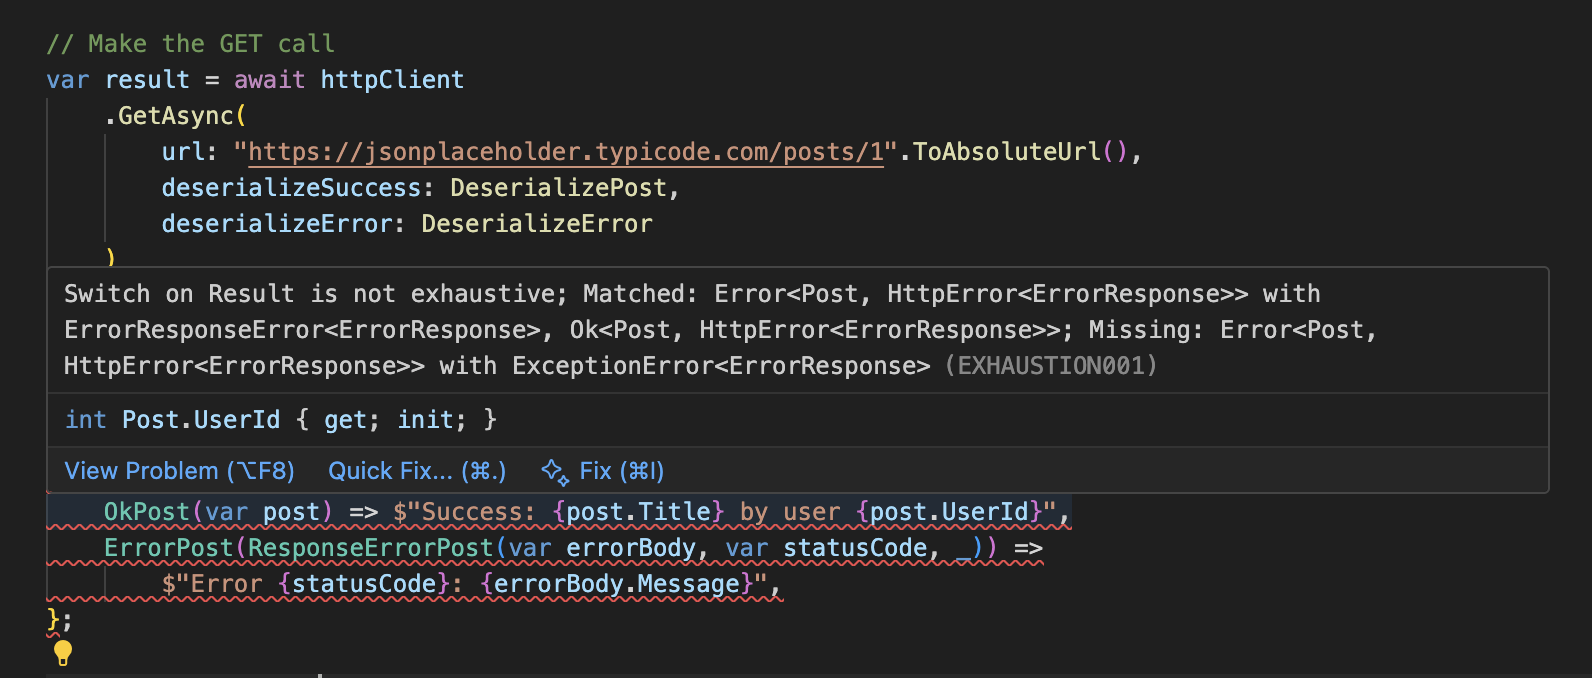 // Make the GET call
var result = await httpClient
.GetAsync(
url: "https://jsonplaceholder.typicode.com/posts/1".ToAbsoluteUrl(),
deserializeSuccess: DeserializePost,
deserializeError: DeserializeError
)
Switch on Result is not exhaustive; Matched: Error<Post, HttpError<ErrorResponse>> with
ErrorResponseError<ErrorResponse>, Ok<Post, HttpError<ErrorResponse>>; Missing: Error<Post,
HttpError<ErrorResponse>> with ExceptionError<ErrorResponse> (EXHAUSTION001)
int Post.UserId { get; init; }
View Problem (⌥F8) Quick Fix... (⌘.) Fix (⌘I)
OkPost(var post) => $"Success: {post.Title} by user {post.UserId}",
ErrorPost(ResponseErrorPost(var errorBody, var statusCode, _)) =>
$"Error {statusCode}: {errorBody.Message}",
};